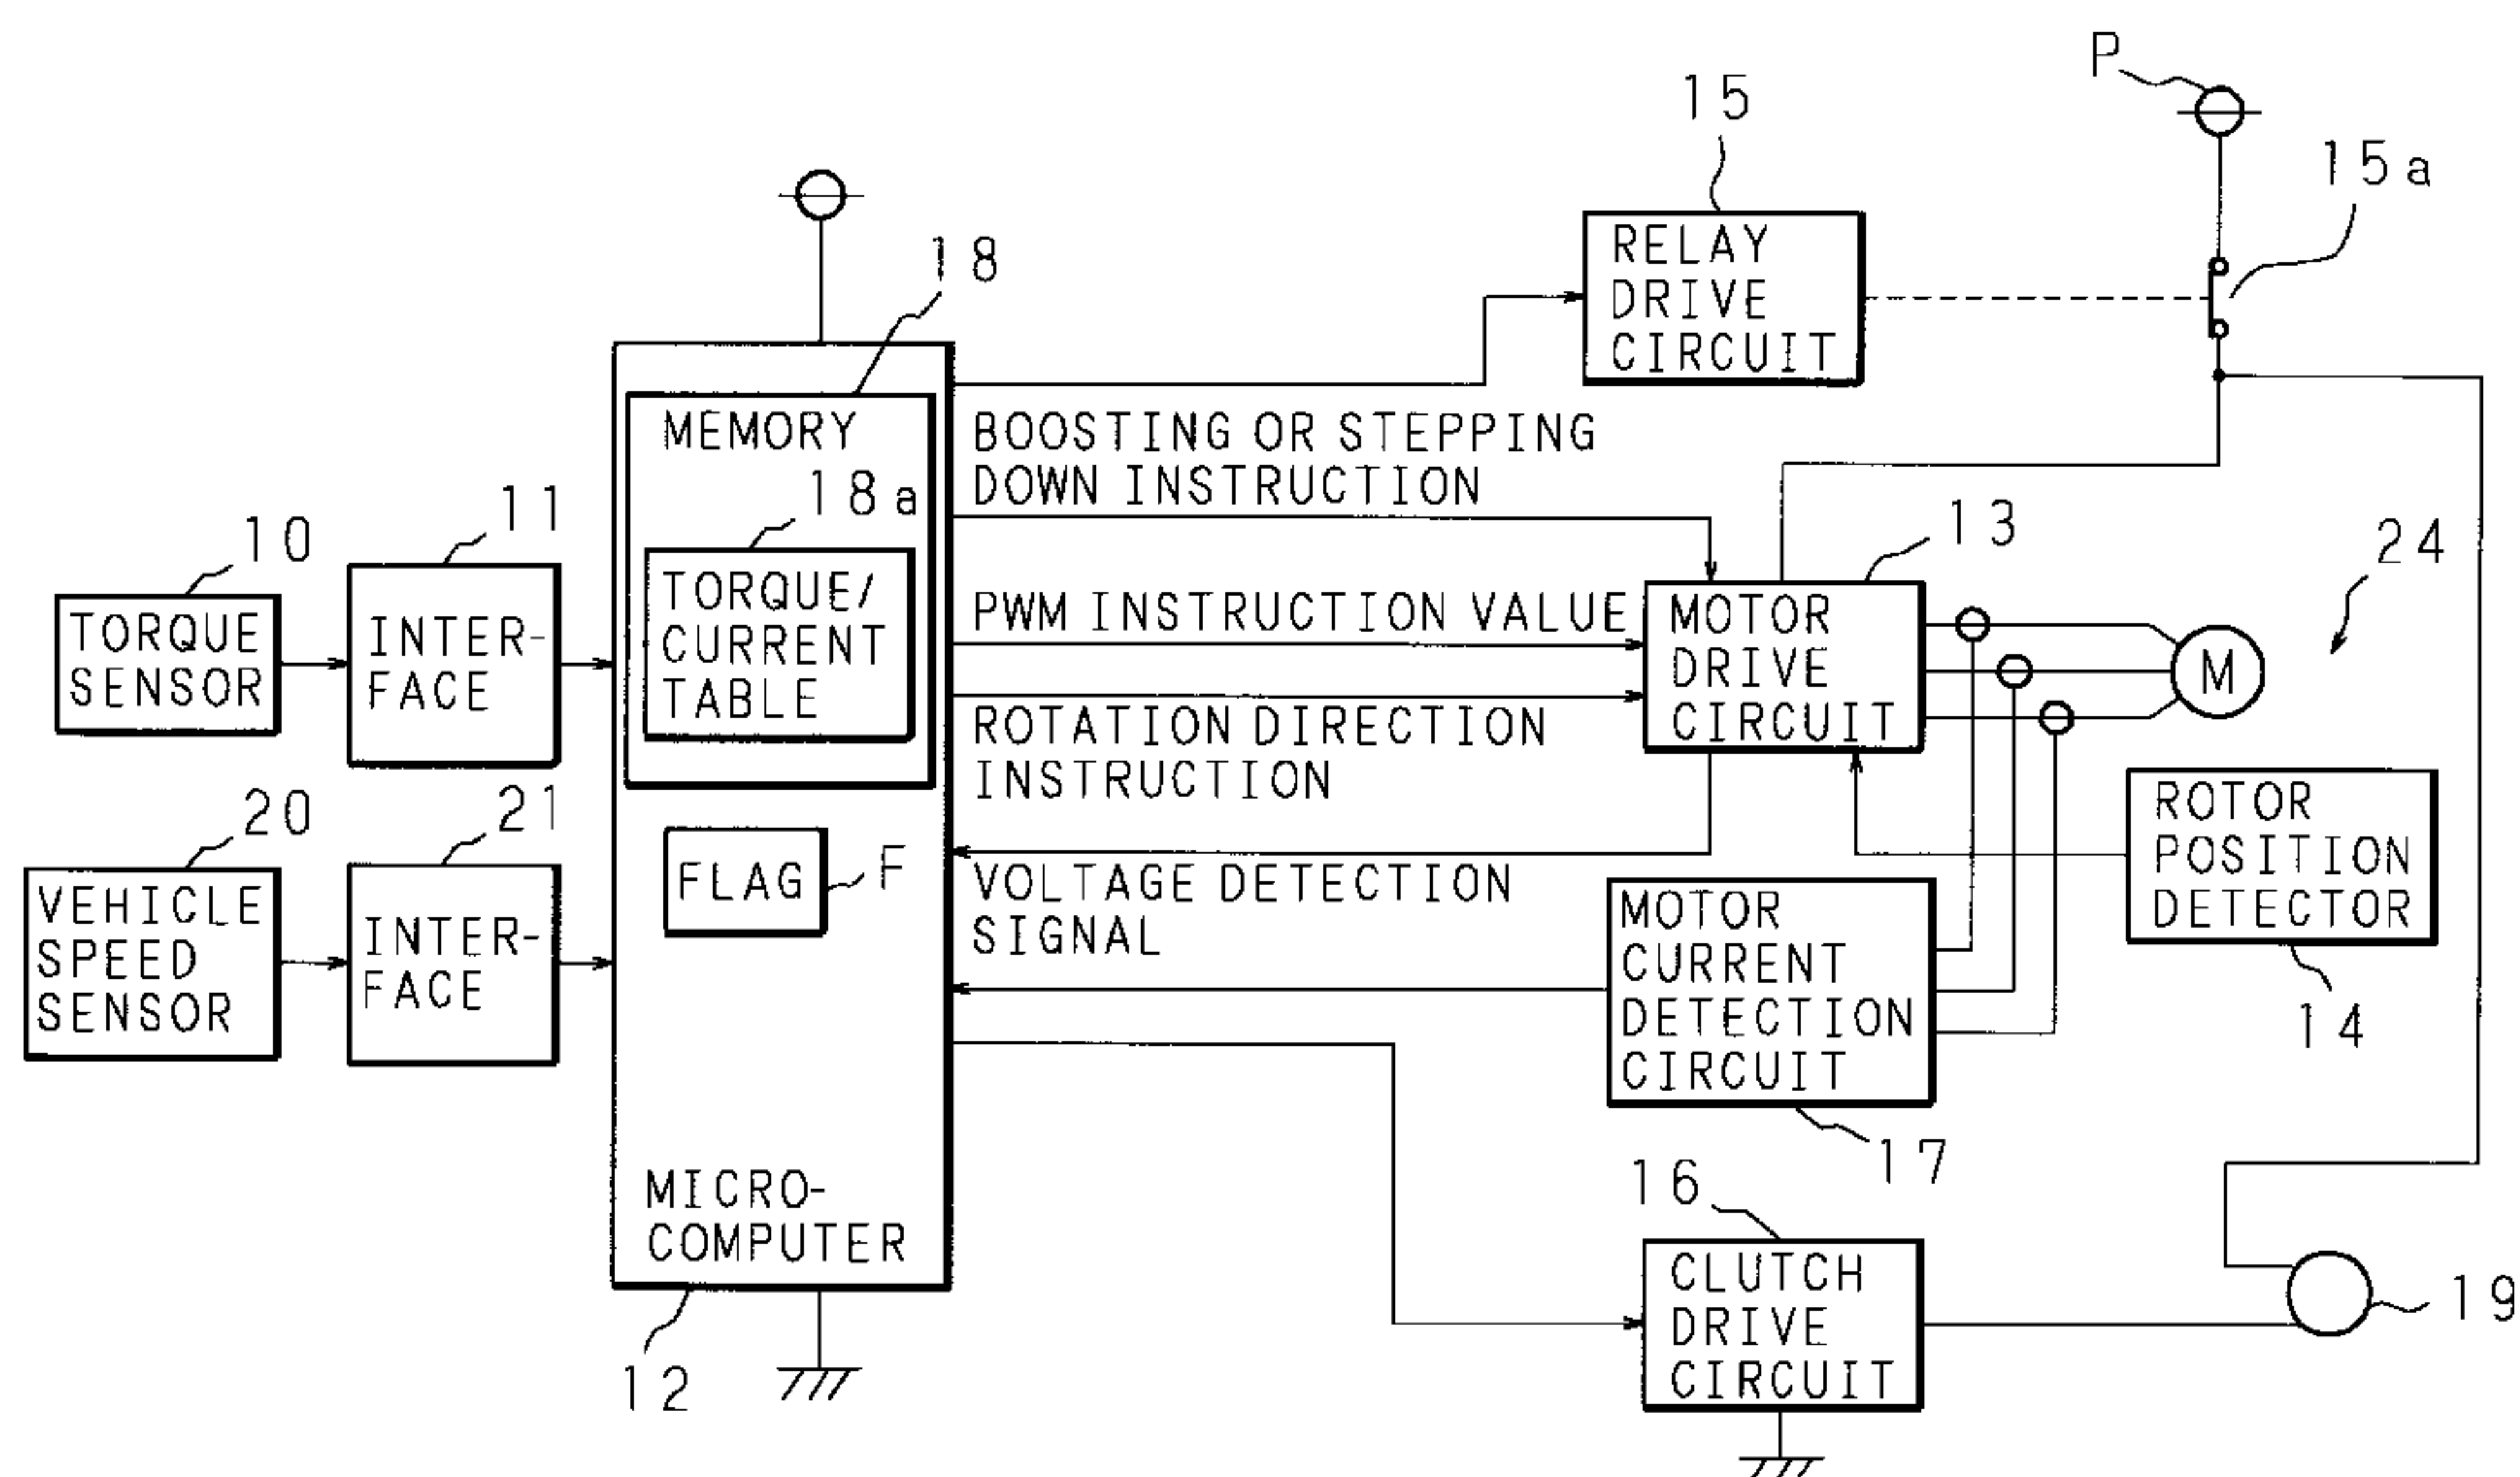 P
15
15a
RELAY
DRIVE
CIRCUIT
18
MEMORY
18a
TORQUE/
CURRENT
TABLE
BOOSTING OR STEPPING
DOWN INSTRUCTION
10
TORQUE
SENSOR
11
INTER-
FACE
PWM INSTRUCTION VALUE
13
MOTOR
DRIVE
CIRCUIT
24
M
ROTATION DIRECTION
INSTRUCTION
20
VEHICLE
SPEED
SENSOR
21
INTER-
FACE
FLAG
F
VOLTAGE DETECTION
SIGNAL
MOTOR
CURRENT
DETECTION
CIRCUIT
17
ROTOR
POSITION
DETECTOR
14
MICRO-
COMPUTER
12
16
CLUTCH
DRIVE
CIRCUIT
19